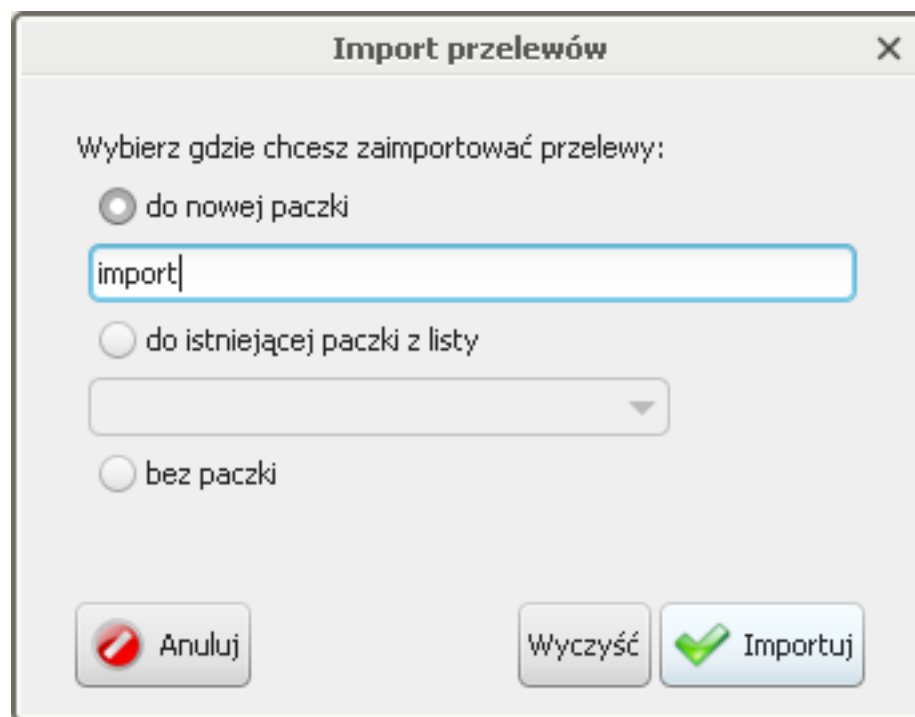 Import przelewów
Wybierz gdzie chcesz zaimportować przelewy:
do nowej paczki
import
do istniejącej paczki z listy
bez paczki
Anuluj Wyczyść Importuj